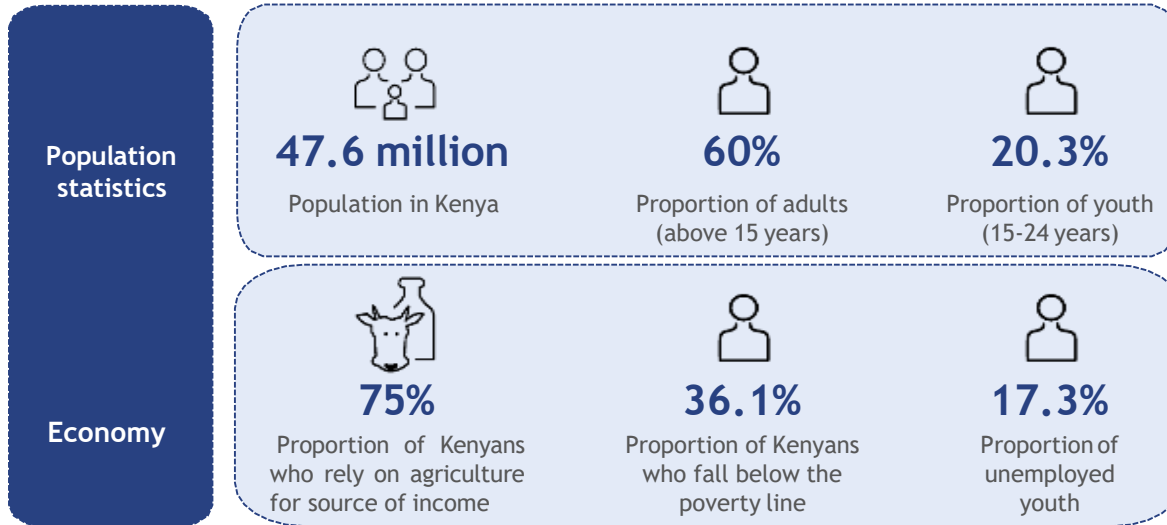 Population
statistics
47.6 million
Population in Kenya
60%
Proportion of adults
(above 15 years)
20.3%
Proportion of youth
(15-24 years)
Economy
75%
Proportion of Kenyans
who rely on agriculture
for source of income
36.1%
Proportion of Kenyans
who fall below the
poverty line
17.3%
Proportion of
unemployed
youth